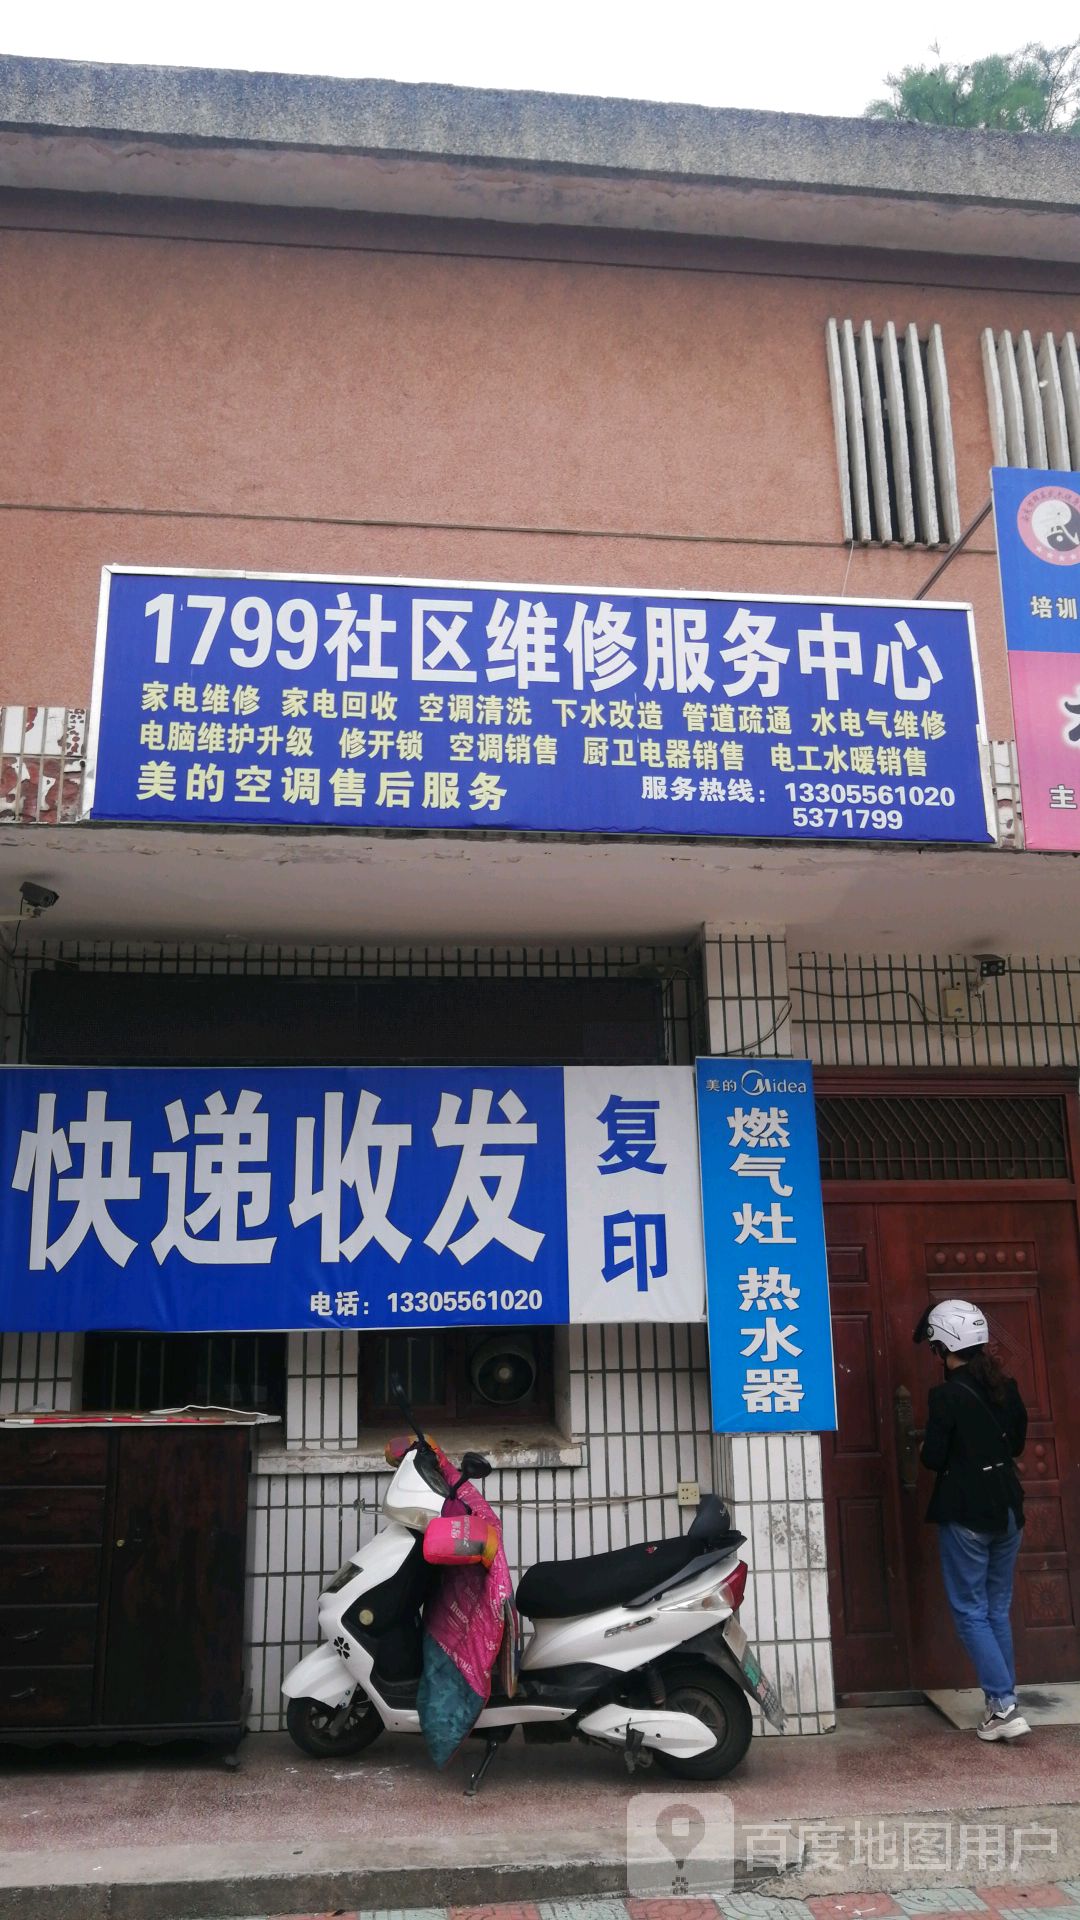 1799社区维修服务中心
家电维修 家电回收 空调清洗 下水改造 管道疏通 水电气维修
电脑维护升级 修开锁 空调销售 厨卫电器销售 电工水暖销售
美的空调售后服务 服务热线：13305561020
5371799
培训
主
快递收发
电话：13305561020
复印
美的 Midea
燃气灶 热水器
百度地图用户